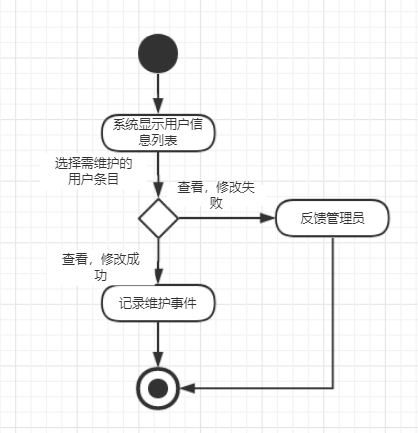 系统显示用户信
息列表
选择需维护的
用户条目
查看，修改失
败
反馈管理员
查看，修改成
功
记录维护事件